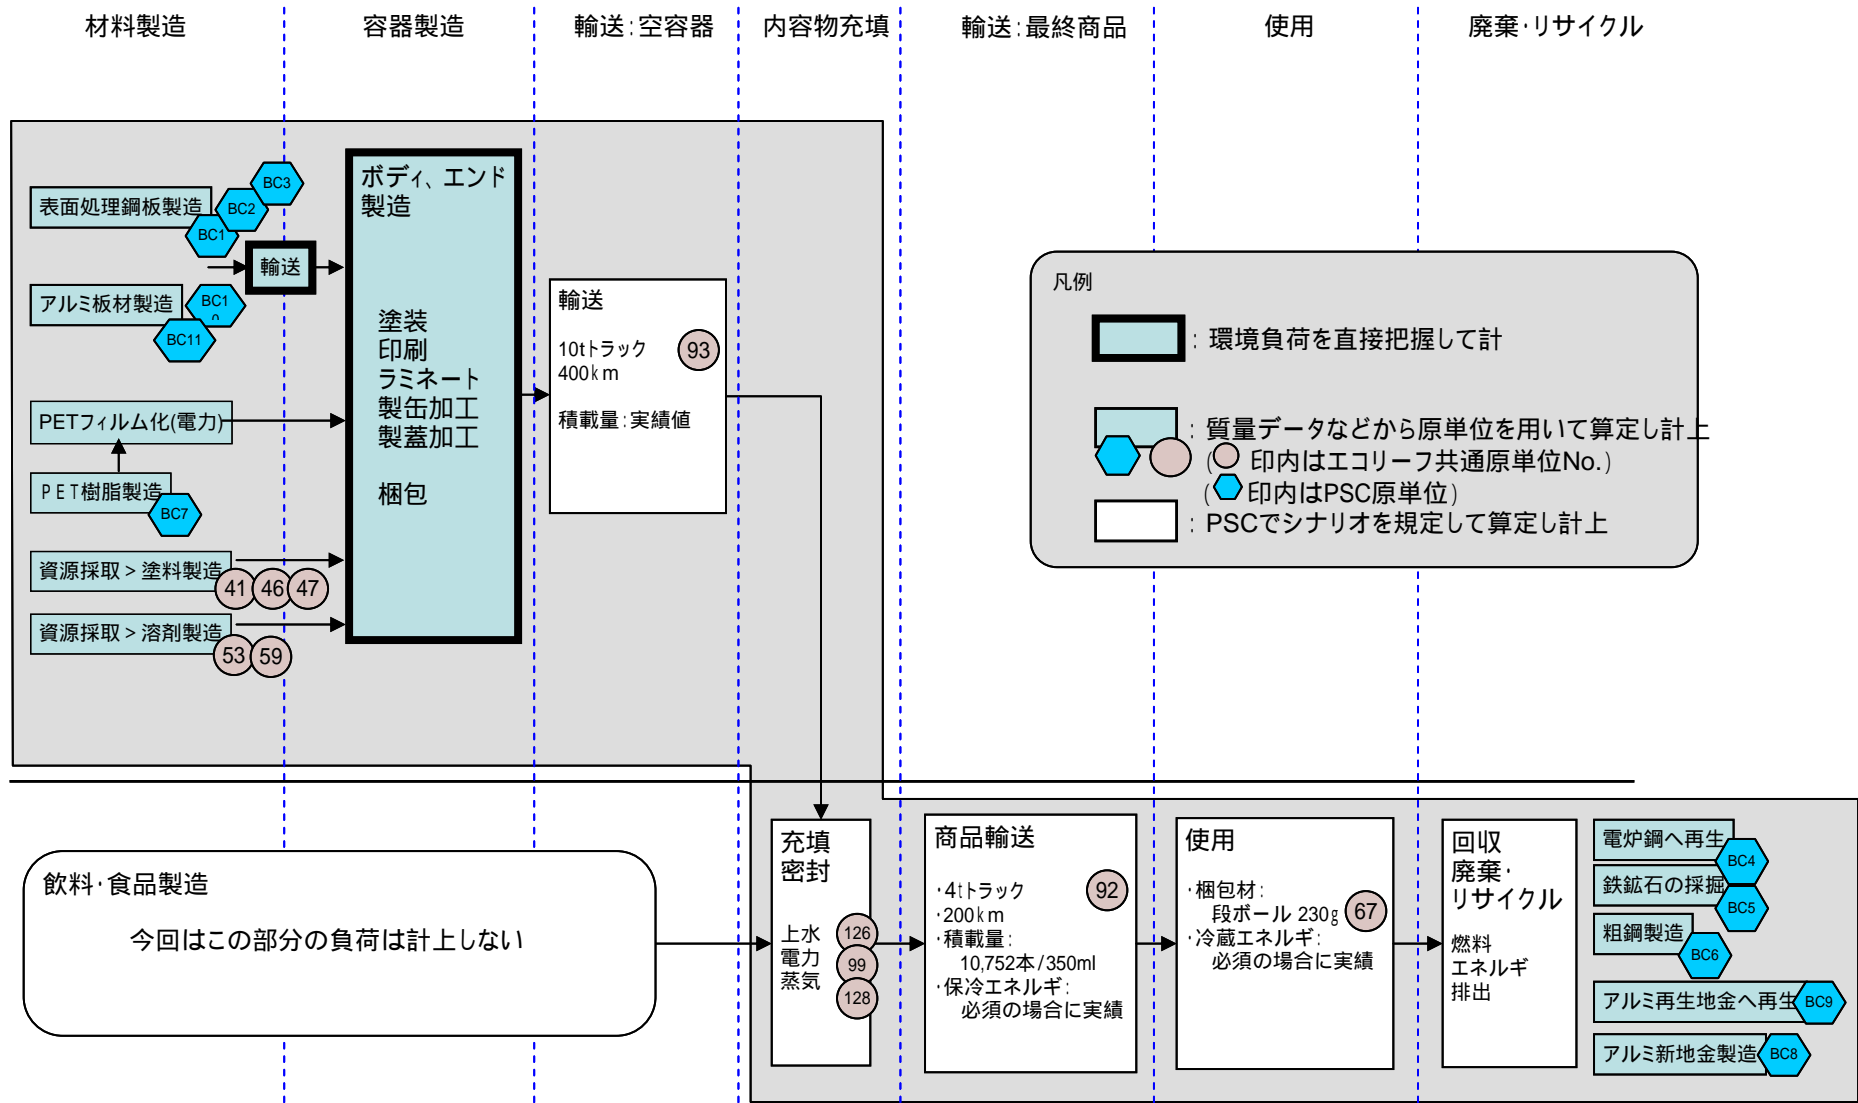 材料製造
容器製造
輸送:空容器
内容物充填
輸送:最終商品
使用
廃棄・リサイクル
表面処理鋼板製造
BC1
BC2
BC3
輸送
アルミ板材製造
BC10
BC11
PETフィルム化(電力)
PET樹脂製造
BC7
資源採取 > 塗料製造
41
46
47
資源採取 > 溶剤製造
53
59
ボディ、エンド
製造
塗装
印刷
ラミネート
製缶加工
製蓋加工
梱包
輸送
10tトラック
400km
93
積載量:実績値
凡例
: 環境負荷を直接把握して計
: 質量データなどから原単位を用いて算定し計上
( 印内はエコリーフ共通原単位No.)
( 印内はPSC原単位)
: PSCでシナリオを規定して算定し計上
飲料・食品製造
今回はこの部分の負荷は計上しない
充填
密封
上水
電力
蒸気
126
99
128
商品輸送
・4tトラック
・200km
・積載量:
10,752本/350ml
・保冷エネルギ:
必須の場合に実績
92
使用
・梱包材:
段ボール 230g
・冷蔵エネルギ:
必須の場合に実績
67
回収
廃棄・
リサイクル
燃料
エネルギ
排出
電炉鋼へ再生
BC4
鉄鉱石の採掘
BC5
粗鋼製造
BC6
アルミ再生地金へ再生
BC9
アルミ新地金製造
BC8